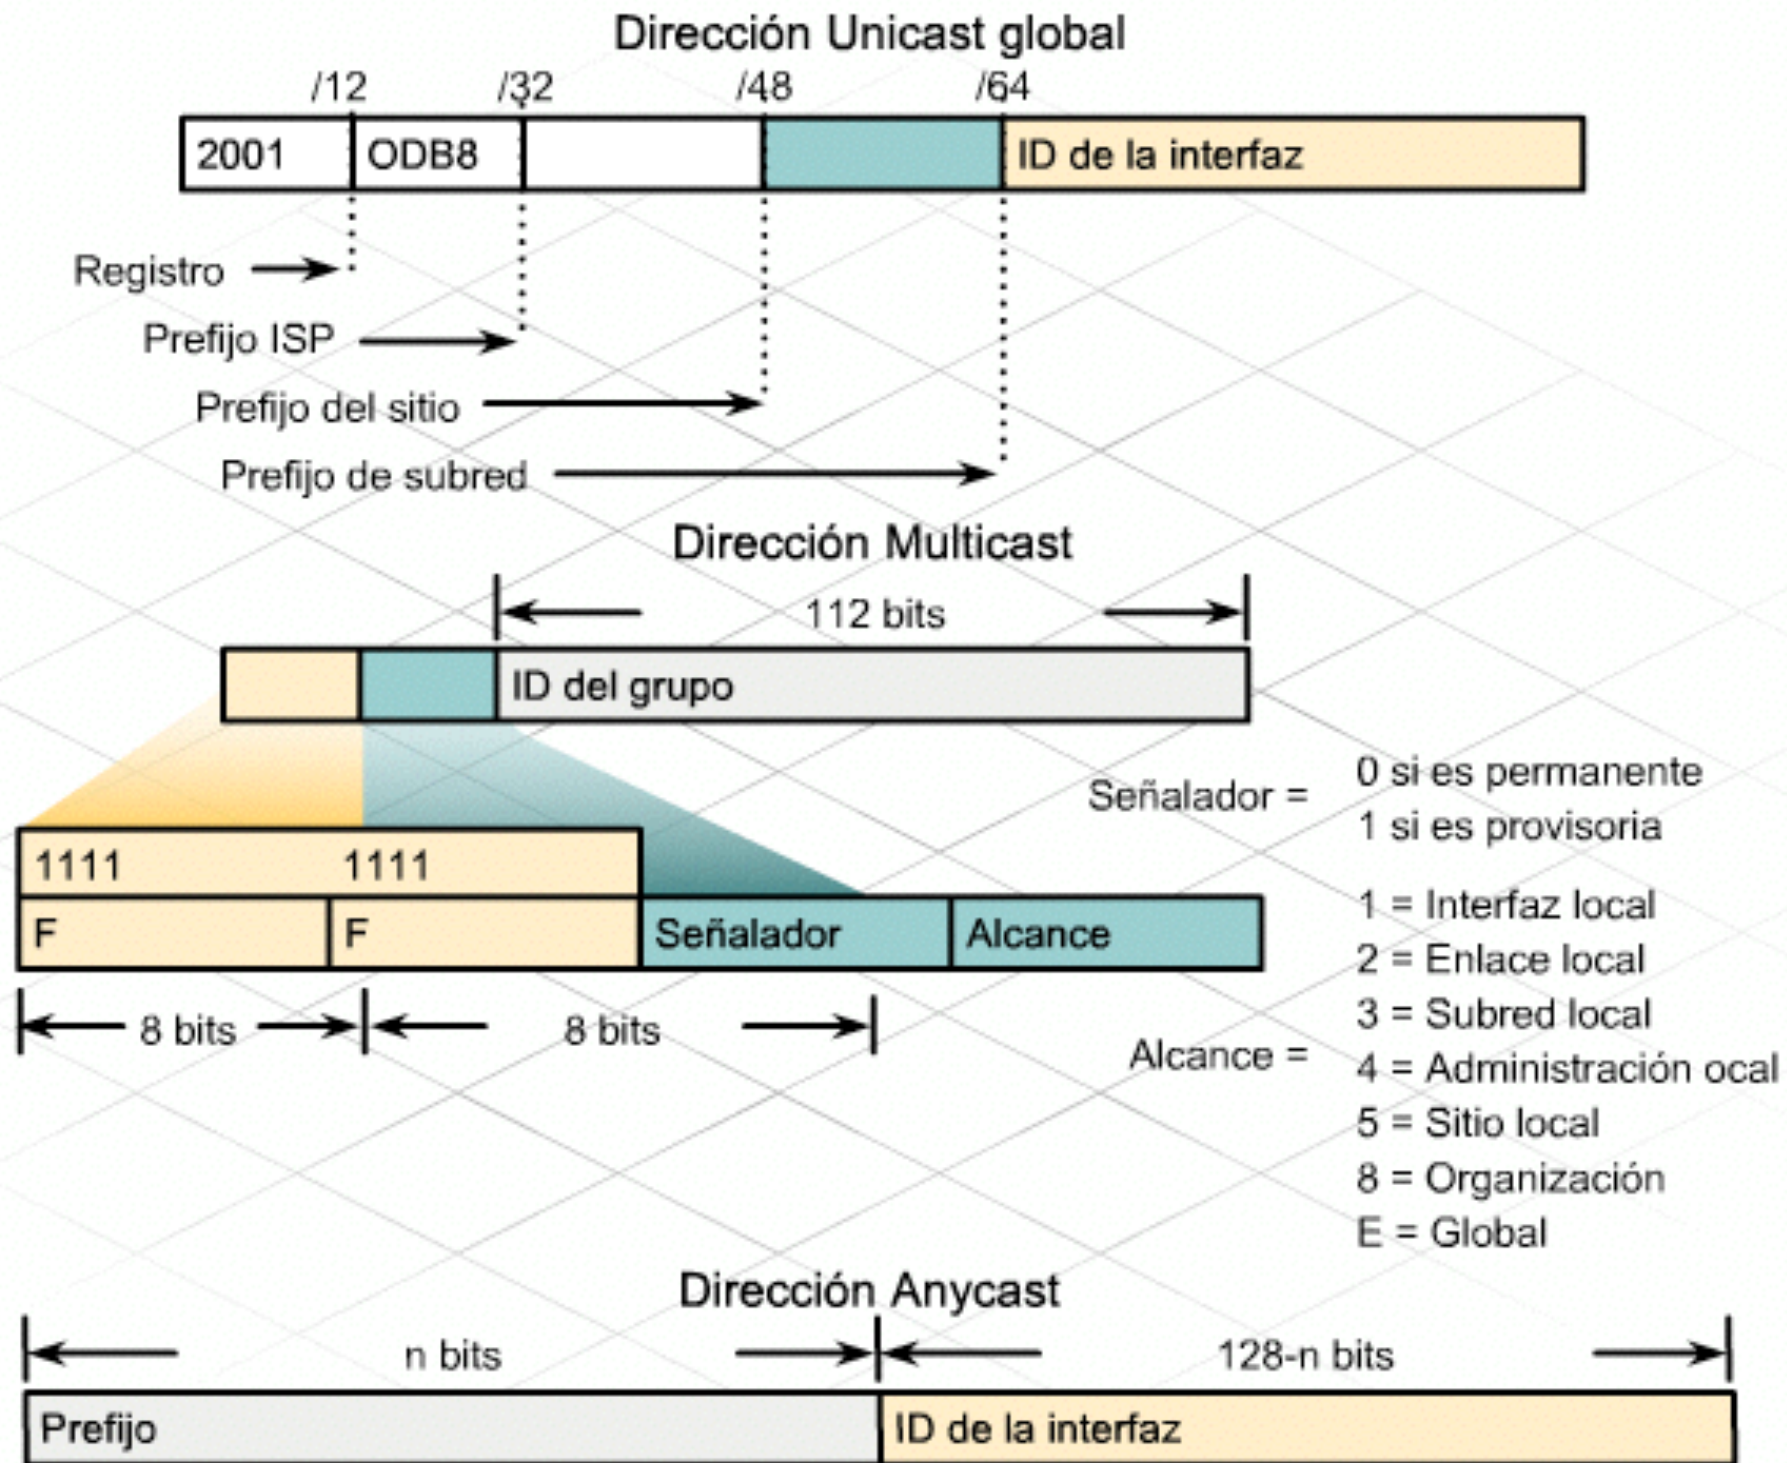 Dirección Unicast global
/12 /32 /48 /64
2001 ODB8 ID de la interfaz
Registro
Prefijo ISP
Prefijo del sitio
Prefijo de subred
Dirección Multicast
112 bits
ID del grupo
1111 1111
F F Señalador Alcance
8 bits 8 bits
Señalador =
0 si es permanente
1 si es provisoria
Alcance =
1 = Interfaz local
2 = Enlace local
3 = Subred local
4 = Administración ocal
5 = Sitio local
8 = Organización
E = Global
Dirección Anycast
n bits 128-n bits
Prefijo ID de la interfaz